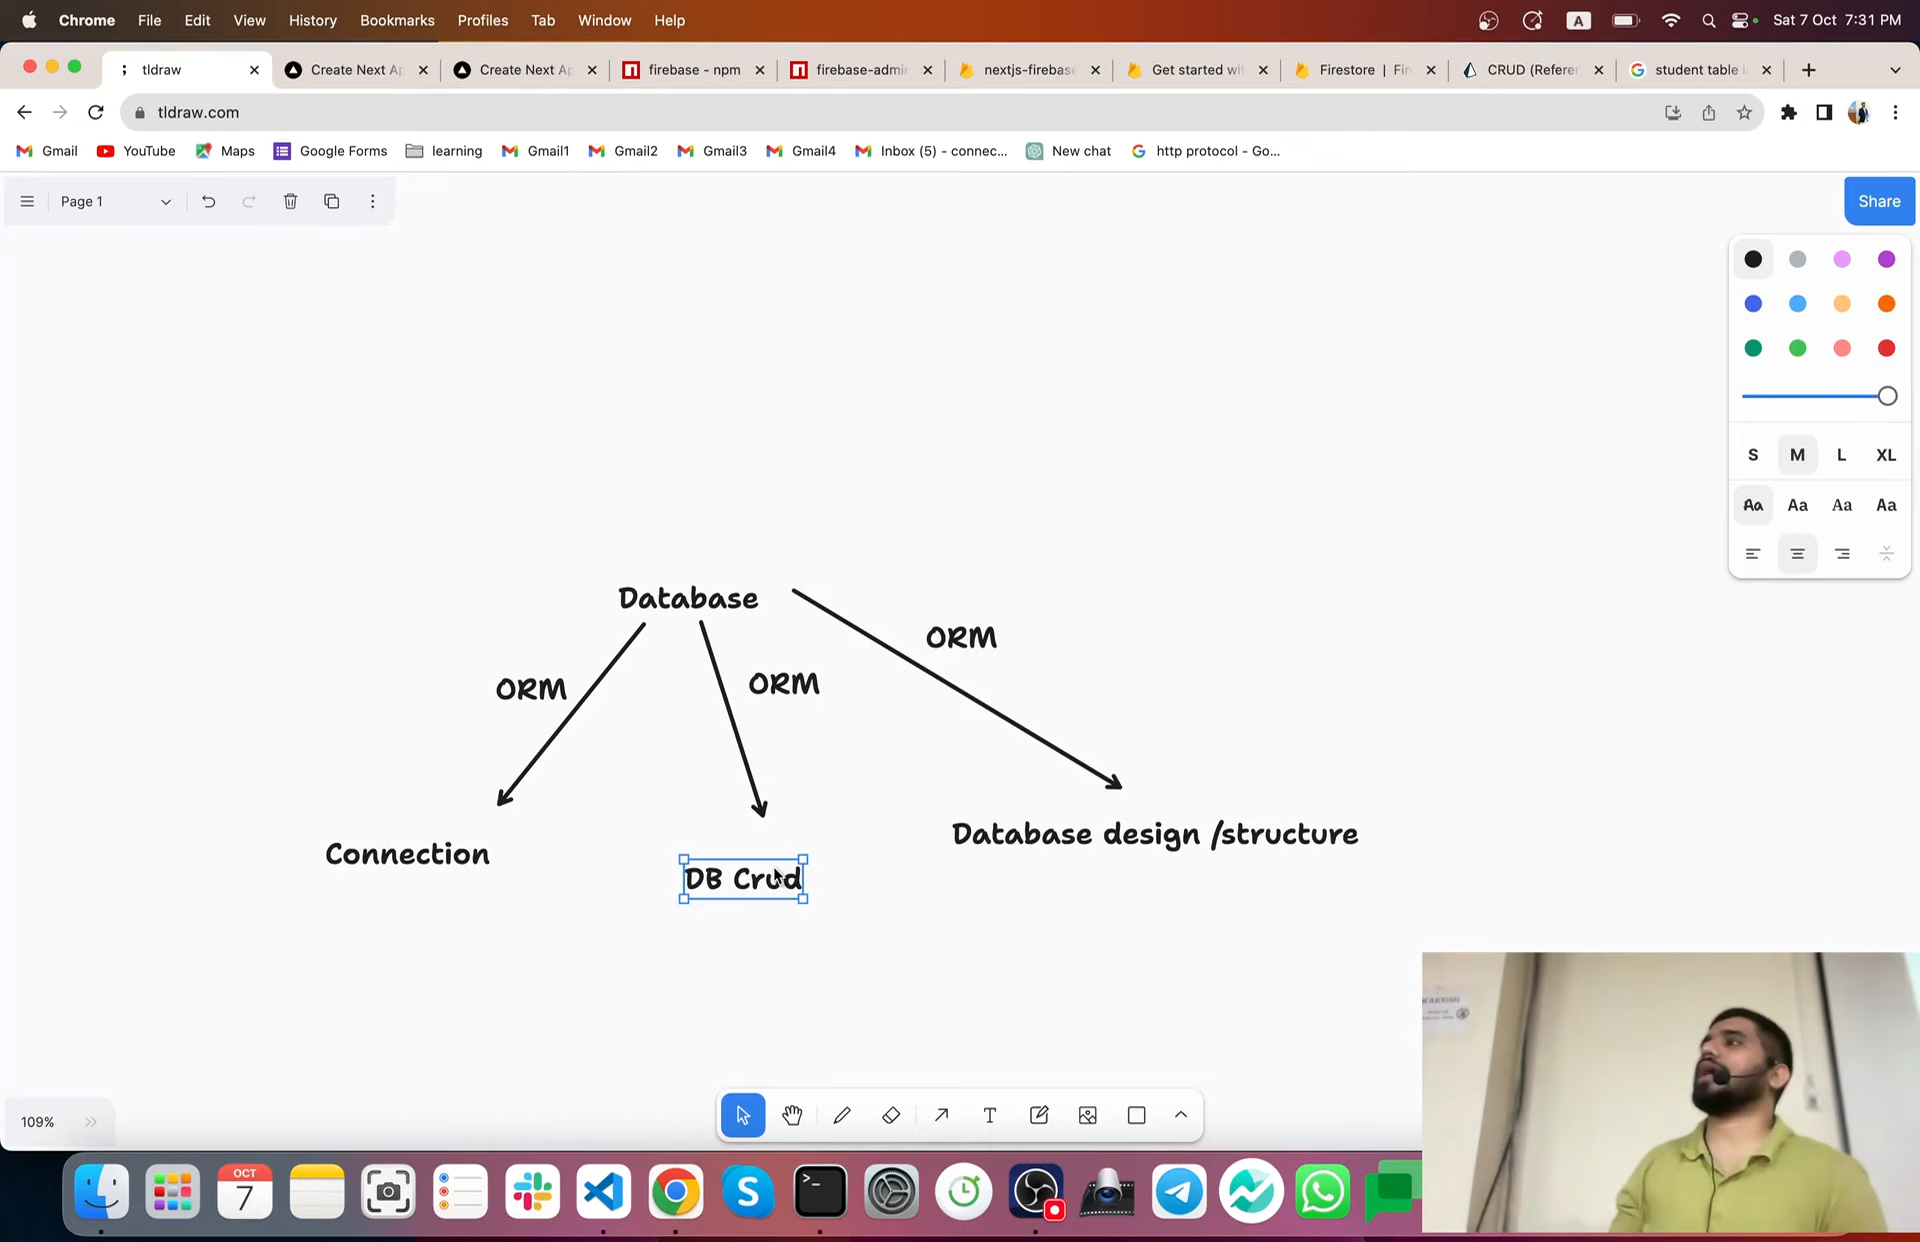 Chrome File Edit View History Bookmarks Profiles Tab Window Help A Sat 7 Oct 7:31 PM
tldraw Create Next Ap Create Next Ap firebase - npm firebase-admi nextjs-firebase Get started wi Firestore | Fir CRUD (Refere student table i
tldraw.com
Gmail YouTube Maps Google Forms learning Gmail1 Gmail2 Gmail3 Gmail4 Inbox (5) - connec... New chat http protocol - Go...
Page 1
Share
S M L XL
Aa Aa Aa Aa
Database
ORM
ORM
ORM
Connection
DB Crud
Database design /structure
109%
T
OCT
7